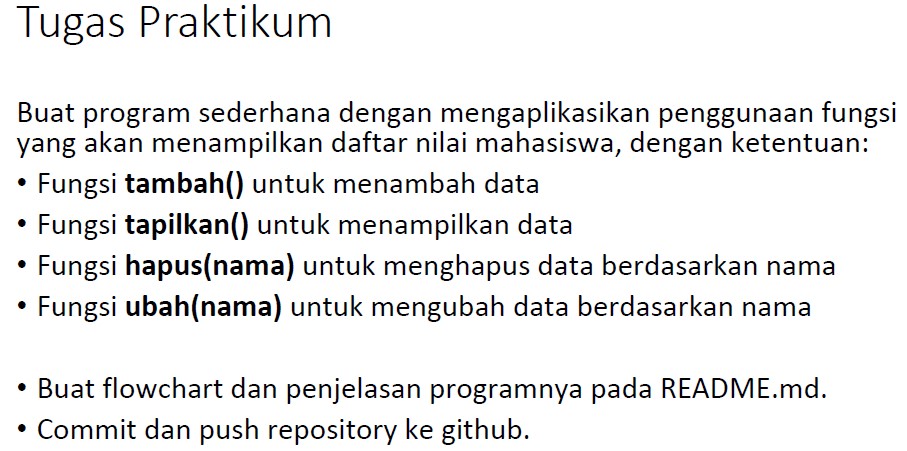 Tugas Praktikum
Buat program sederhana dengan mengaplikasikan penggunaan fungsi
yang akan menampilkan daftar nilai mahasiswa, dengan ketentuan:
• Fungsi tambah() untuk menambah data
• Fungsi tapilkan() untuk menampilkan data
• Fungsi hapus(nama) untuk menghapus data berdasarkan nama
• Fungsi ubah(nama) untuk mengubah data berdasarkan nama
• Buat flowchart dan penjelasan programnya pada README.md.
• Commit dan push repository ke github.